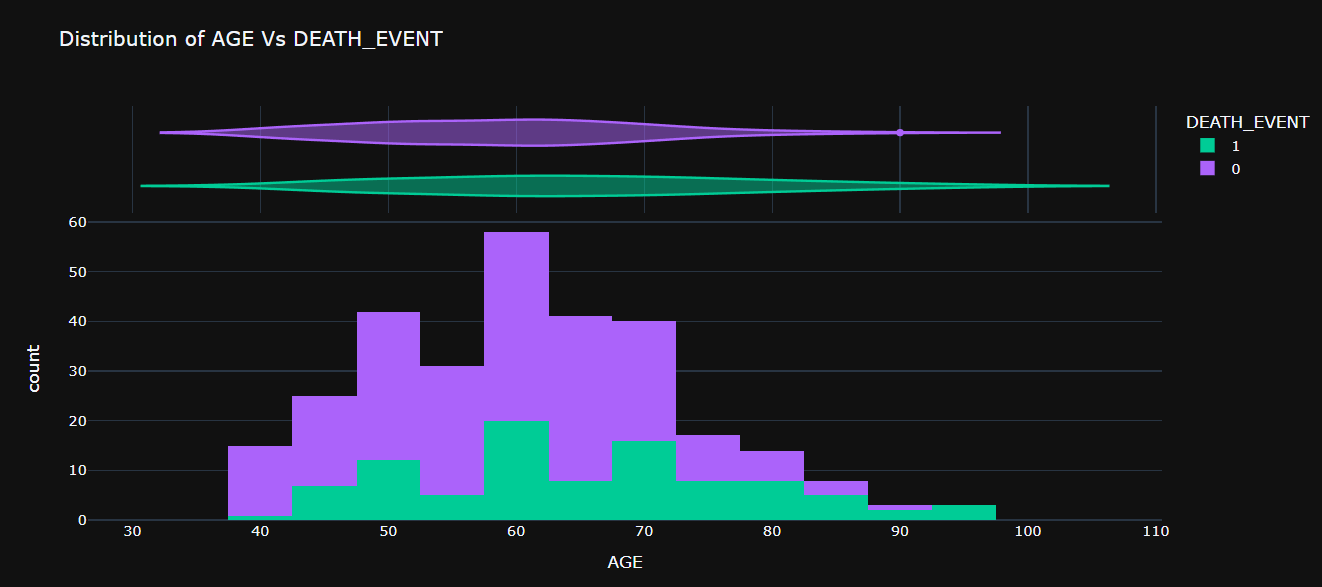 Distribution of AGE Vs DEATH_EVENT
DEATH_EVENT
1
0
60
50
40
30
20
10
0
count
30 40 50 60 70 80 90 100 110
AGE